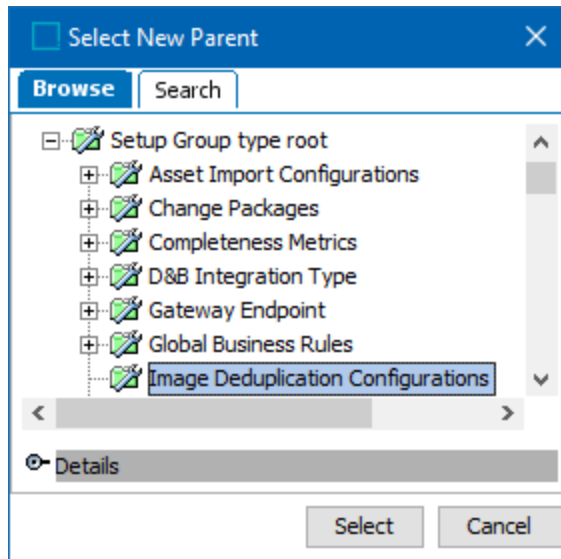 Select New Parent
Browse Search
Setup Group type root
Asset Import Configurations
Change Packages
Completeness Metrics
D&B Integration Type
Gateway Endpoint
Global Business Rules
Image Deduplication Configurations
Details
Select Cancel